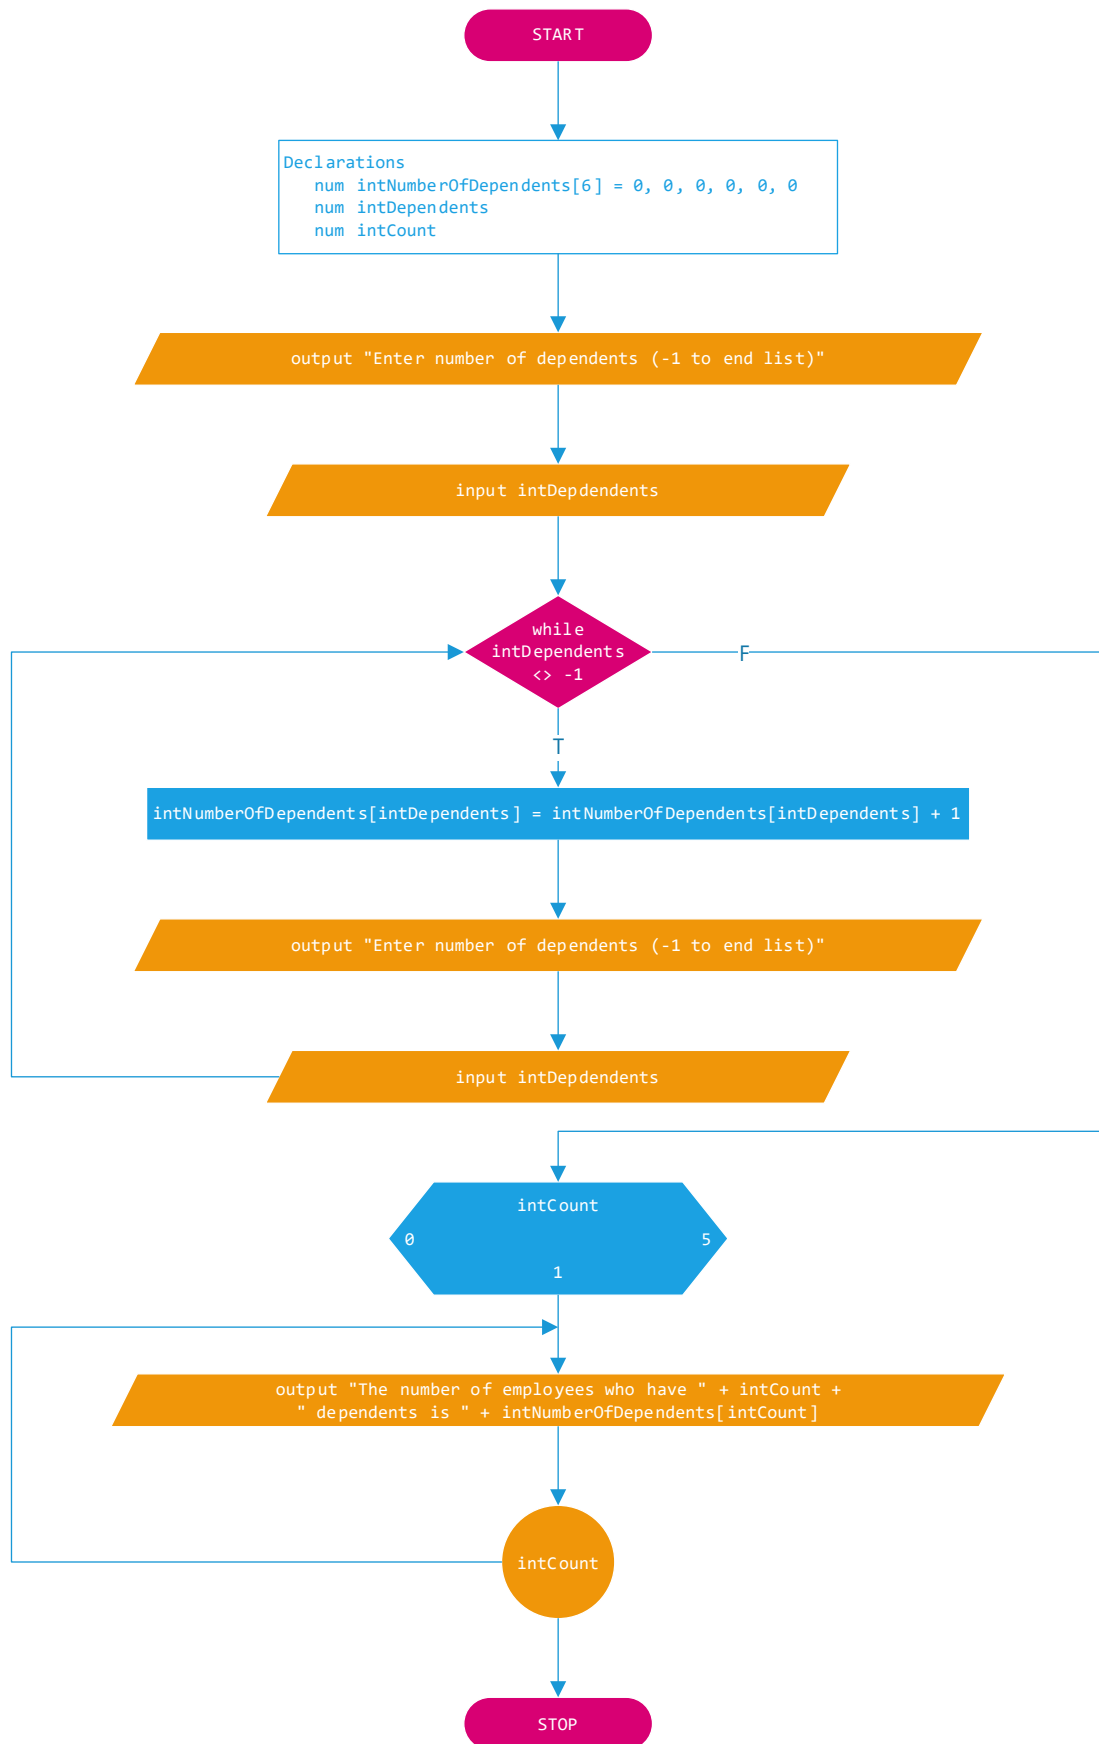 START
Declarations
num intNumberOfDependents[6] = 0, 0, 0, 0, 0, 0
num intDependents
num intCount
output "Enter number of dependents (-1 to end list)"
input intDepdendents
while
intDependents
<> -1
F
T
intNumberOfDependents[intDependents] = intNumberOfDependents[intDependents] + 1
output "Enter number of dependents (-1 to end list)"
input intDepdendents
intCount
0 5
1
output "The number of employees who have " + intCount +
" dependents is " + intNumberOfDependents[intCount]
intCount
STOP